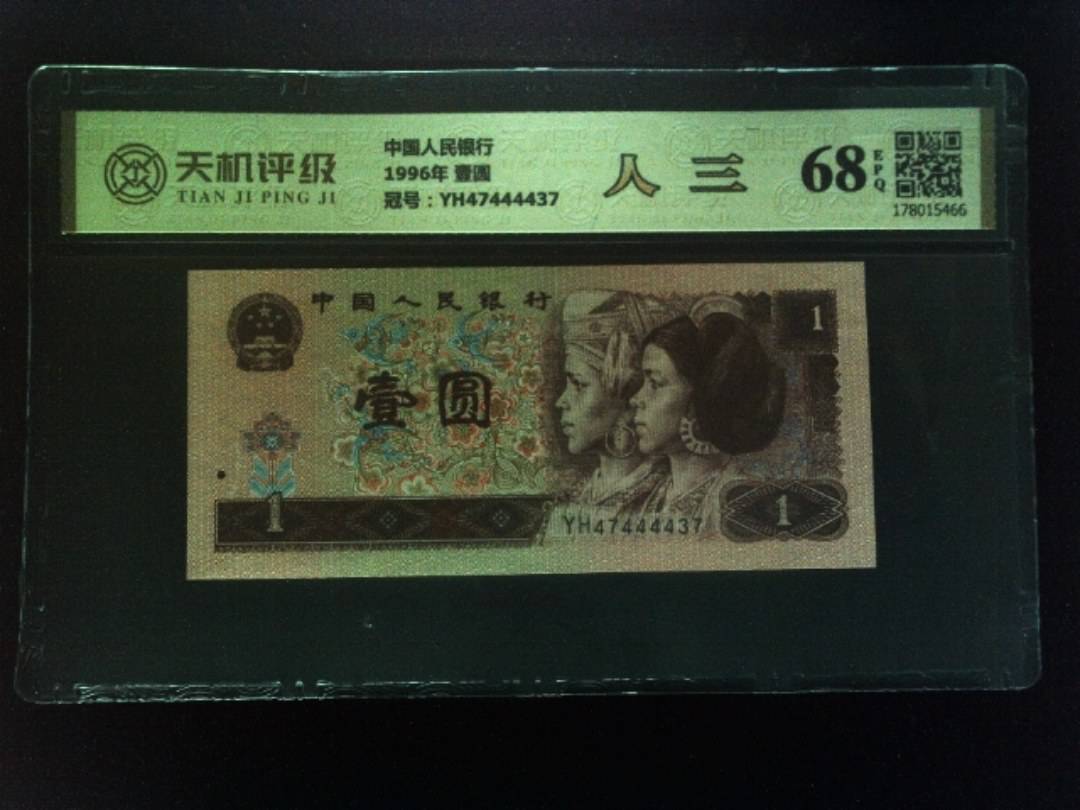 天机评级
TIAN JI PING JI
中国人民银行
1996年 壹圆
冠号：YH47444437
人 三
68 EPQ
178015466
中国人民银行
1
壹圆
1
YH47444437
1